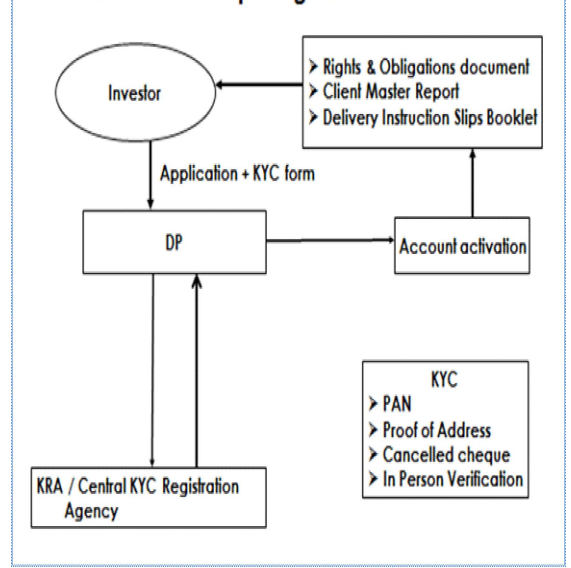 Investor
➢ Rights & Obligations document
➢ Client Master Report
➢ Delivery Instruction Slips Booklet
Application + KYC form
DP
Account activation
KYC
➢ PAN
➢ Proof of Address
➢ Cancelled cheque
➢ In Person Verification
KRA / Central KYC Registration
Agency